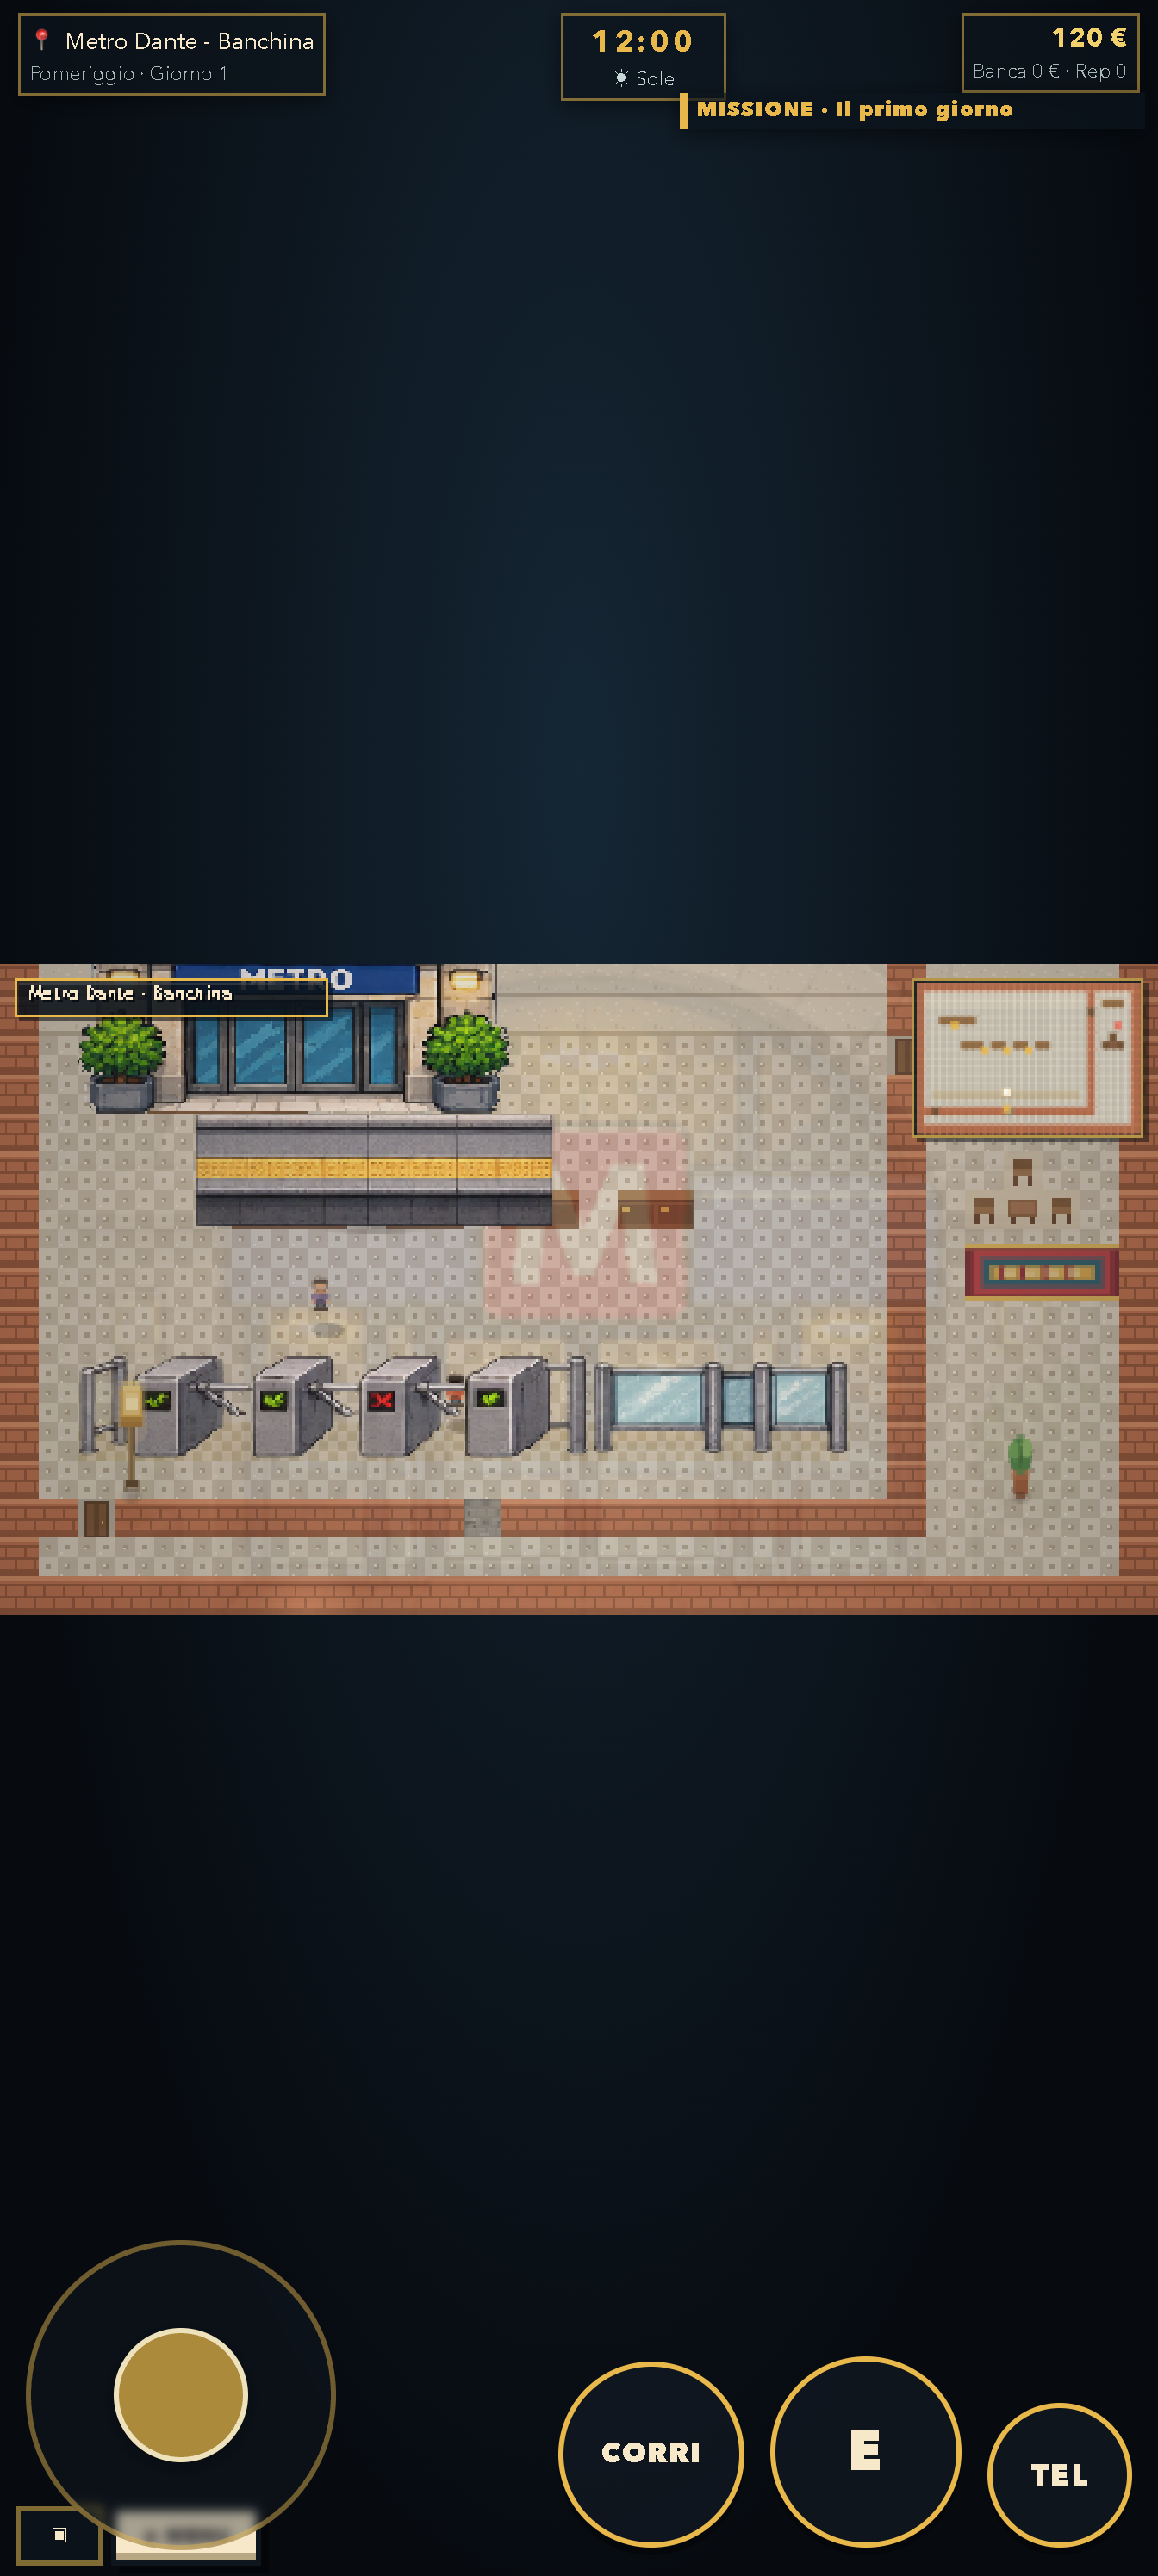 Metro Dante - Banchina
Pomeriggio · Giorno 1
12:00
Sole
120 €
Banca 0 € · Rep 0
MISSIONE · Il primo giorno
METRO
Metro Dante - Banchina
M
CORRI
E
TEL